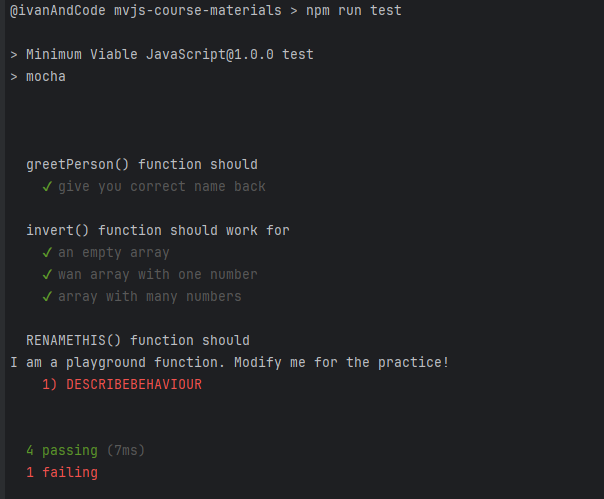 @ivanAndCode mvjs-course-materials > npm run test
> Minimum Viable JavaScript@1.0.0 test
> mocha
greetPerson() function should
✓ give you correct name back
invert() function should work for
✓ an empty array
✓ wan array with one number
✓ array with many numbers
RENAMETHIS() function should
I am a playground function. Modify me for the practice!
1) DESCRIBEBEHAVIOUR
4 passing (7ms)
1 failing